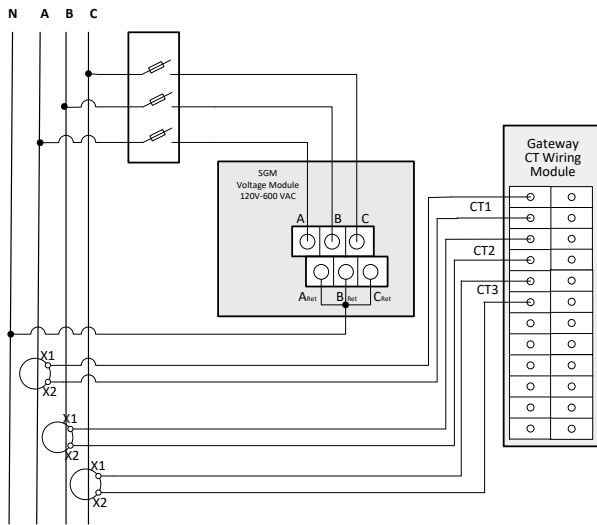 N A B C
SGM
Voltage Module
120V-600 VAC
A B C
ARet B Ret CRet
Gateway
CT Wiring
Module
CT1
CT2
CT3
X1
X2
X1
X2
X1
X2